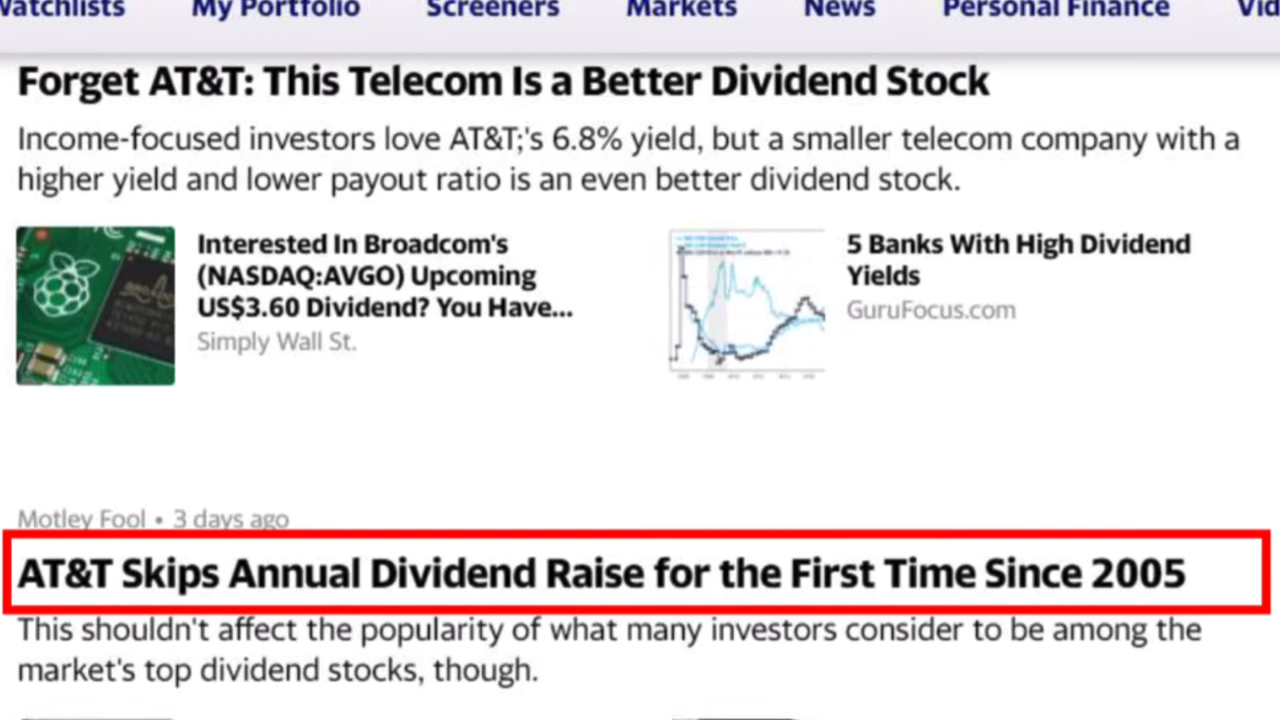 Watchlists My Portfolio Screeners Markets News Personal Finance Vid
Forget AT&T: This Telecom Is a Better Dividend Stock
Income-focused investors love AT&T;'s 6.8% yield, but a smaller telecom company with a
higher yield and lower payout ratio is an even better dividend stock.
Interested In Broadcom's
(NASDAQ:AVGO) Upcoming
US$3.60 Dividend? You Have...
Simply Wall St.
5 Banks With High Dividend
Yields
GuruFocus.com
Motley Fool • 3 days ago
AT&T Skips Annual Dividend Raise for the First Time Since 2005
This shouldn't affect the popularity of what many investors consider to be among the
market's top dividend stocks, though.